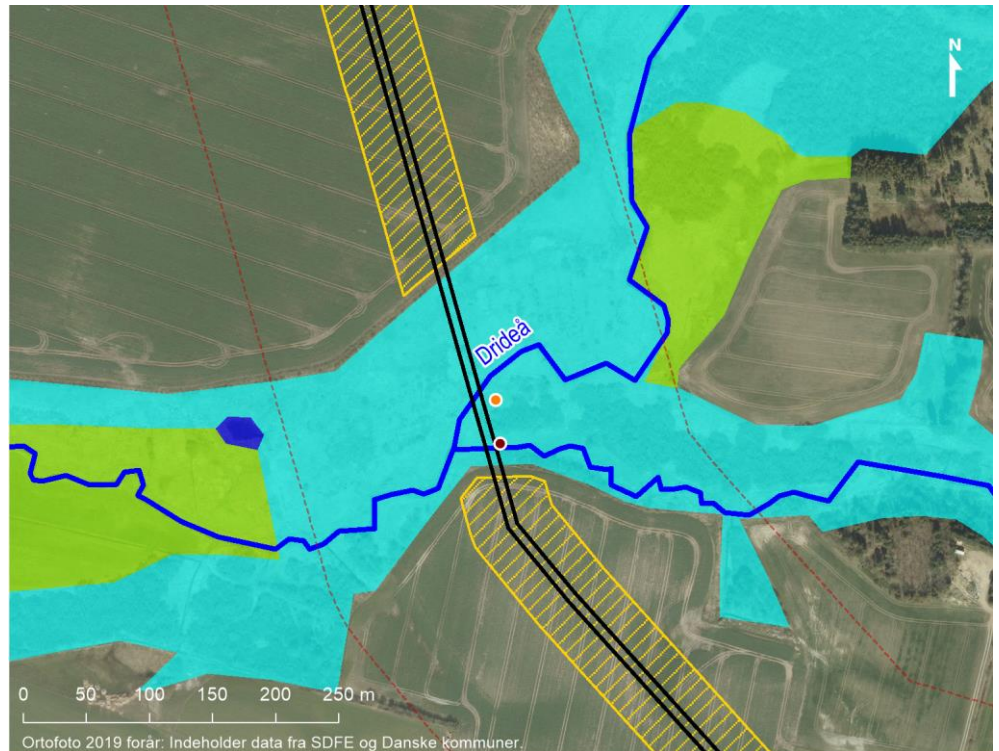 N
Drideå
0 50 100 150 200 250 m
Ortofoto 2019 forår: Indeholder data fra SDFE og Danske kommuner.